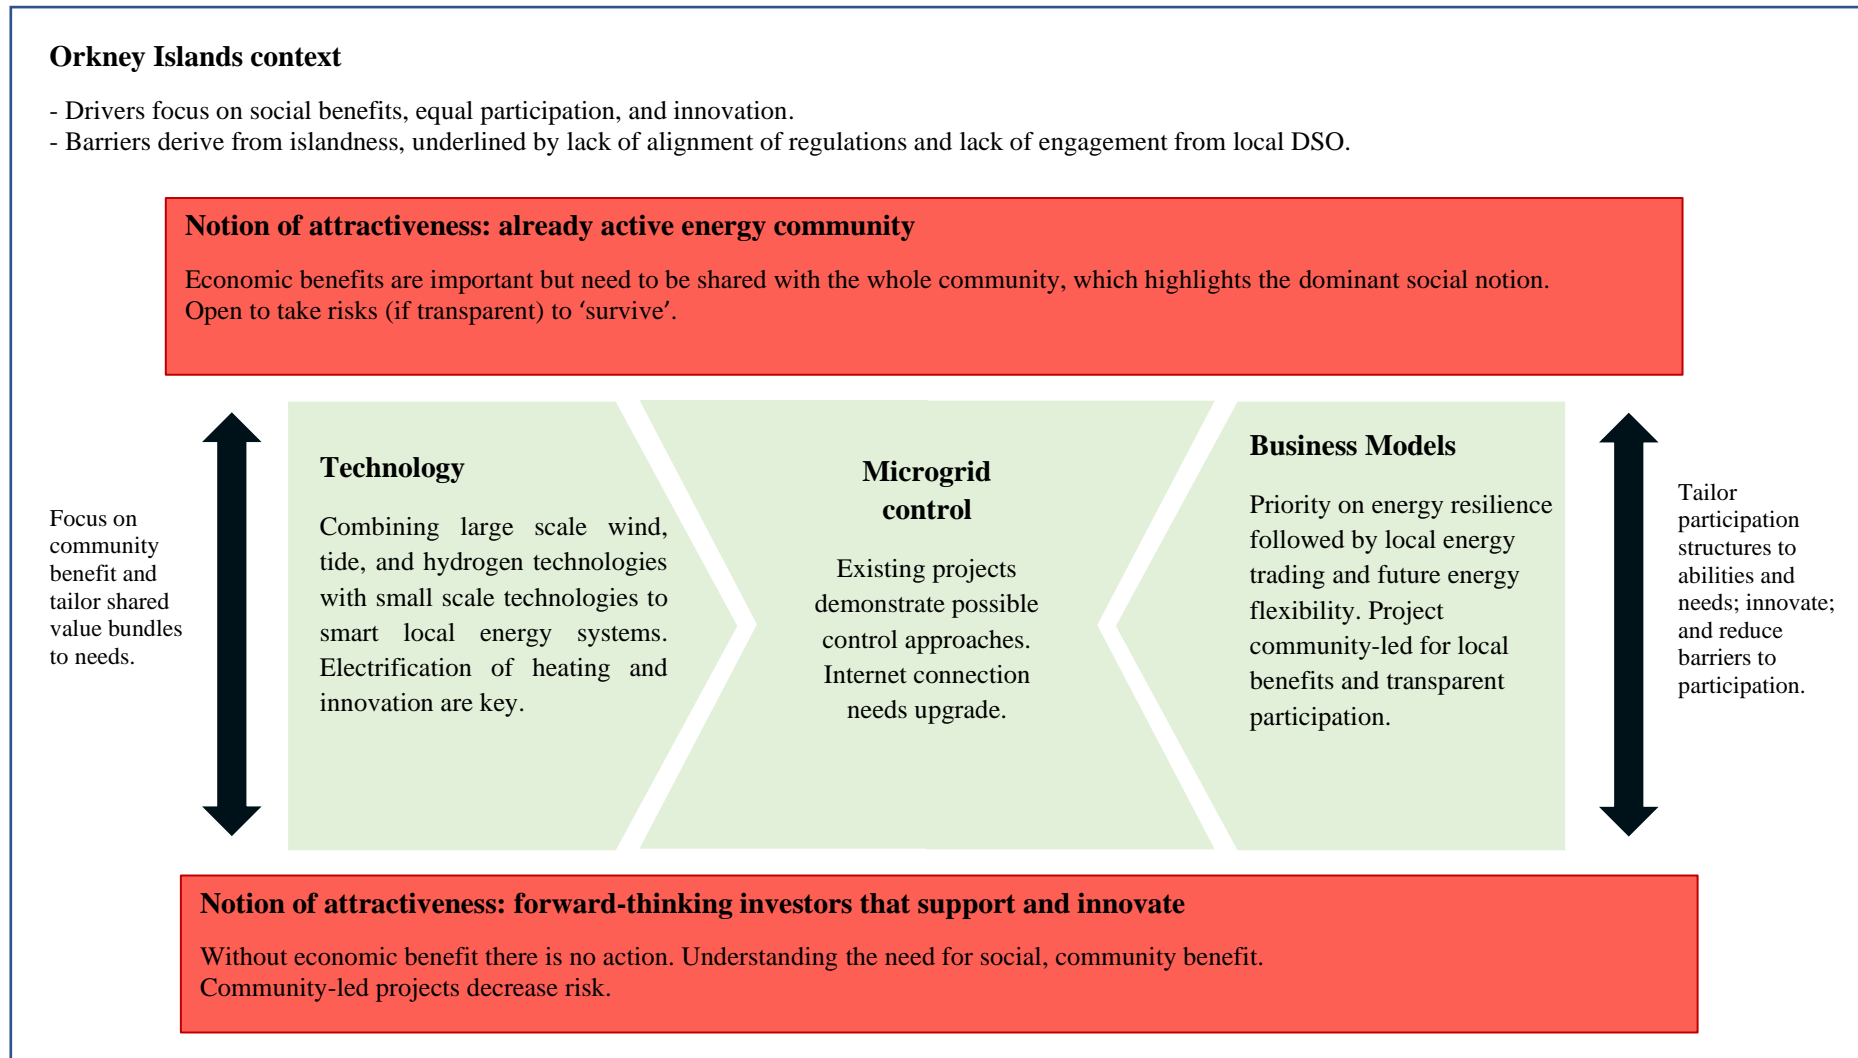 Orkney Islands context
- Drivers focus on social benefits, equal participation, and innovation.
- Barriers derive from islandness, underlined by lack of alignment of regulations and lack of engagement from local DSO.
Notion of attractiveness: already active energy community
Economic benefits are important but need to be shared with the whole community, which highlights the dominant social notion.
Open to take risks (if transparent) to ‘survive’.
Focus on
community
benefit and
tailor shared
value bundles
to needs.
Technology
Combining large scale wind,
tide, and hydrogen technologies
with small scale technologies to
smart local energy systems.
Electrification of heating and
innovation are key.
Microgrid
control
Existing projects
demonstrate possible
control approaches.
Internet connection
needs upgrade.
Business Models
Priority on energy resilience
followed by local energy
trading and future energy
flexibility. Project
community-led for local
benefits and transparent
participation.
Tailor
participation
structures to
abilities and
needs; innovate;
and reduce
barriers to
participation.
Notion of attractiveness: forward-thinking investors that support and innovate
Without economic benefit there is no action. Understanding the need for social, community benefit.
Community-led projects decrease risk.